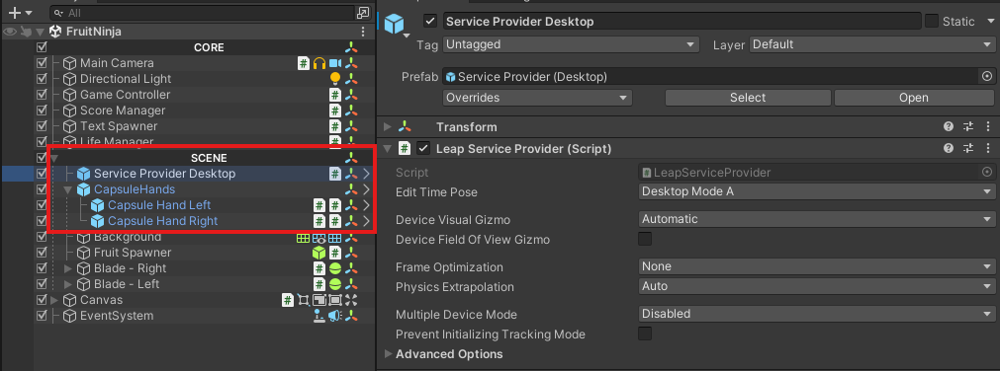 All
FruitNinja
CORE
Main Camera
Directional Light
Game Controller
Score Manager
Text Spawner
Life Manager
SCENE
Service Provider Desktop
CapsuleHands
Capsule Hand Left
Capsule Hand Right
Background
Fruit Spawner
Blade - Right
Blade - Left
Canvas
EventSystem
Service Provider Desktop
Static
Tag Untagged Layer Default
Prefab Service Provider (Desktop)
Overrides Select Open
Transform
# Leap Service Provider (Script)
Script LeapServiceProvider
Edit Time Pose Desktop Mode A
Device Visual Gizmo Automatic
Device Field Of View Gizmo
Frame Optimization None
Physics Extrapolation Auto
Multiple Device Mode Disabled
Prevent Initializing Tracking Mode
Advanced Options